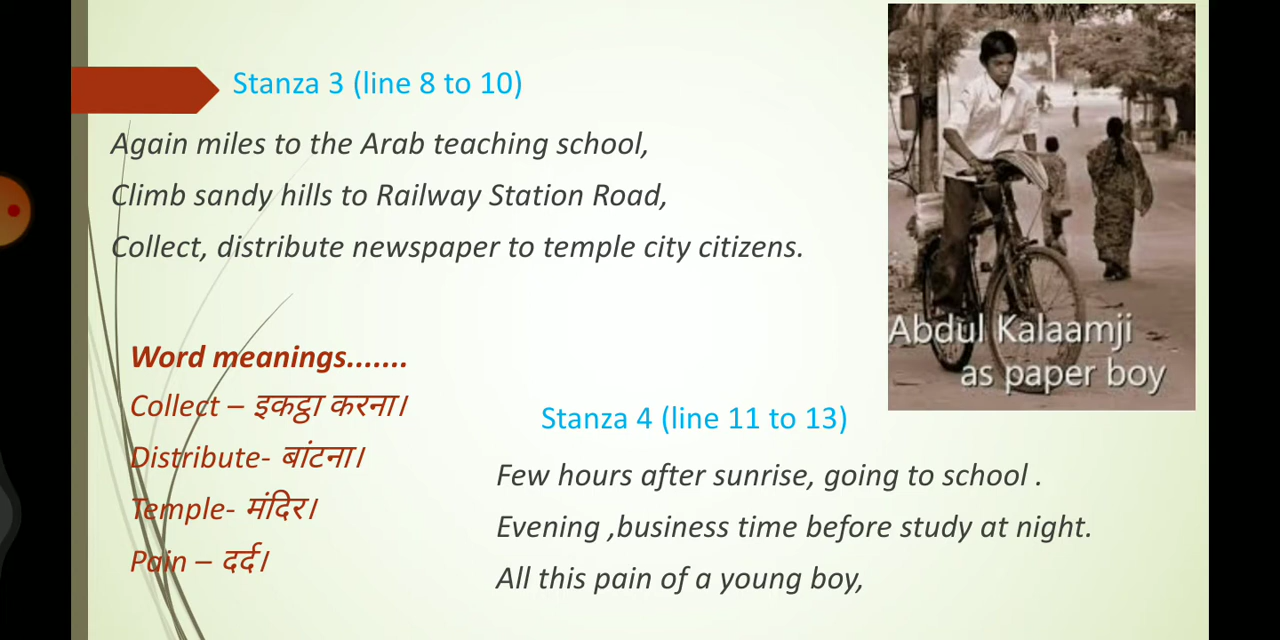 Stanza 3 (line 8 to 10)
Again miles to the Arab teaching school,
Climb sandy hills to Railway Station Road,
Collect, distribute newspaper to temple city citizens.
Abdul Kalaamji
as paper boy
Word meanings.......
Collect – इकट्ठा करना।
Distribute- बांटना।
Temple- मंदिर।
Pain – दर्द।
Stanza 4 (line 11 to 13)
Few hours after sunrise, going to school .
Evening ,business time before study at night.
All this pain of a young boy,